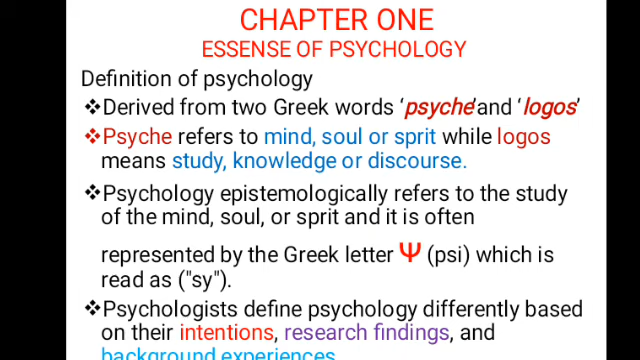 CHAPTER ONE
ESSENSE OF PSYCHOLOGY
Definition of psychology
❖Derived from two Greek words ‘psyche’and ‘logos’
❖Psyche refers to mind, soul or sprit while logos
means study, knowledge or discourse.
❖Psychology epistemologically refers to the study
of the mind, soul, or sprit and it is often
represented by the Greek letter Ψ (psi) which is
read as ("sy").
❖Psychologists define psychology differently based
on their intentions, research findings, and
background experiences.